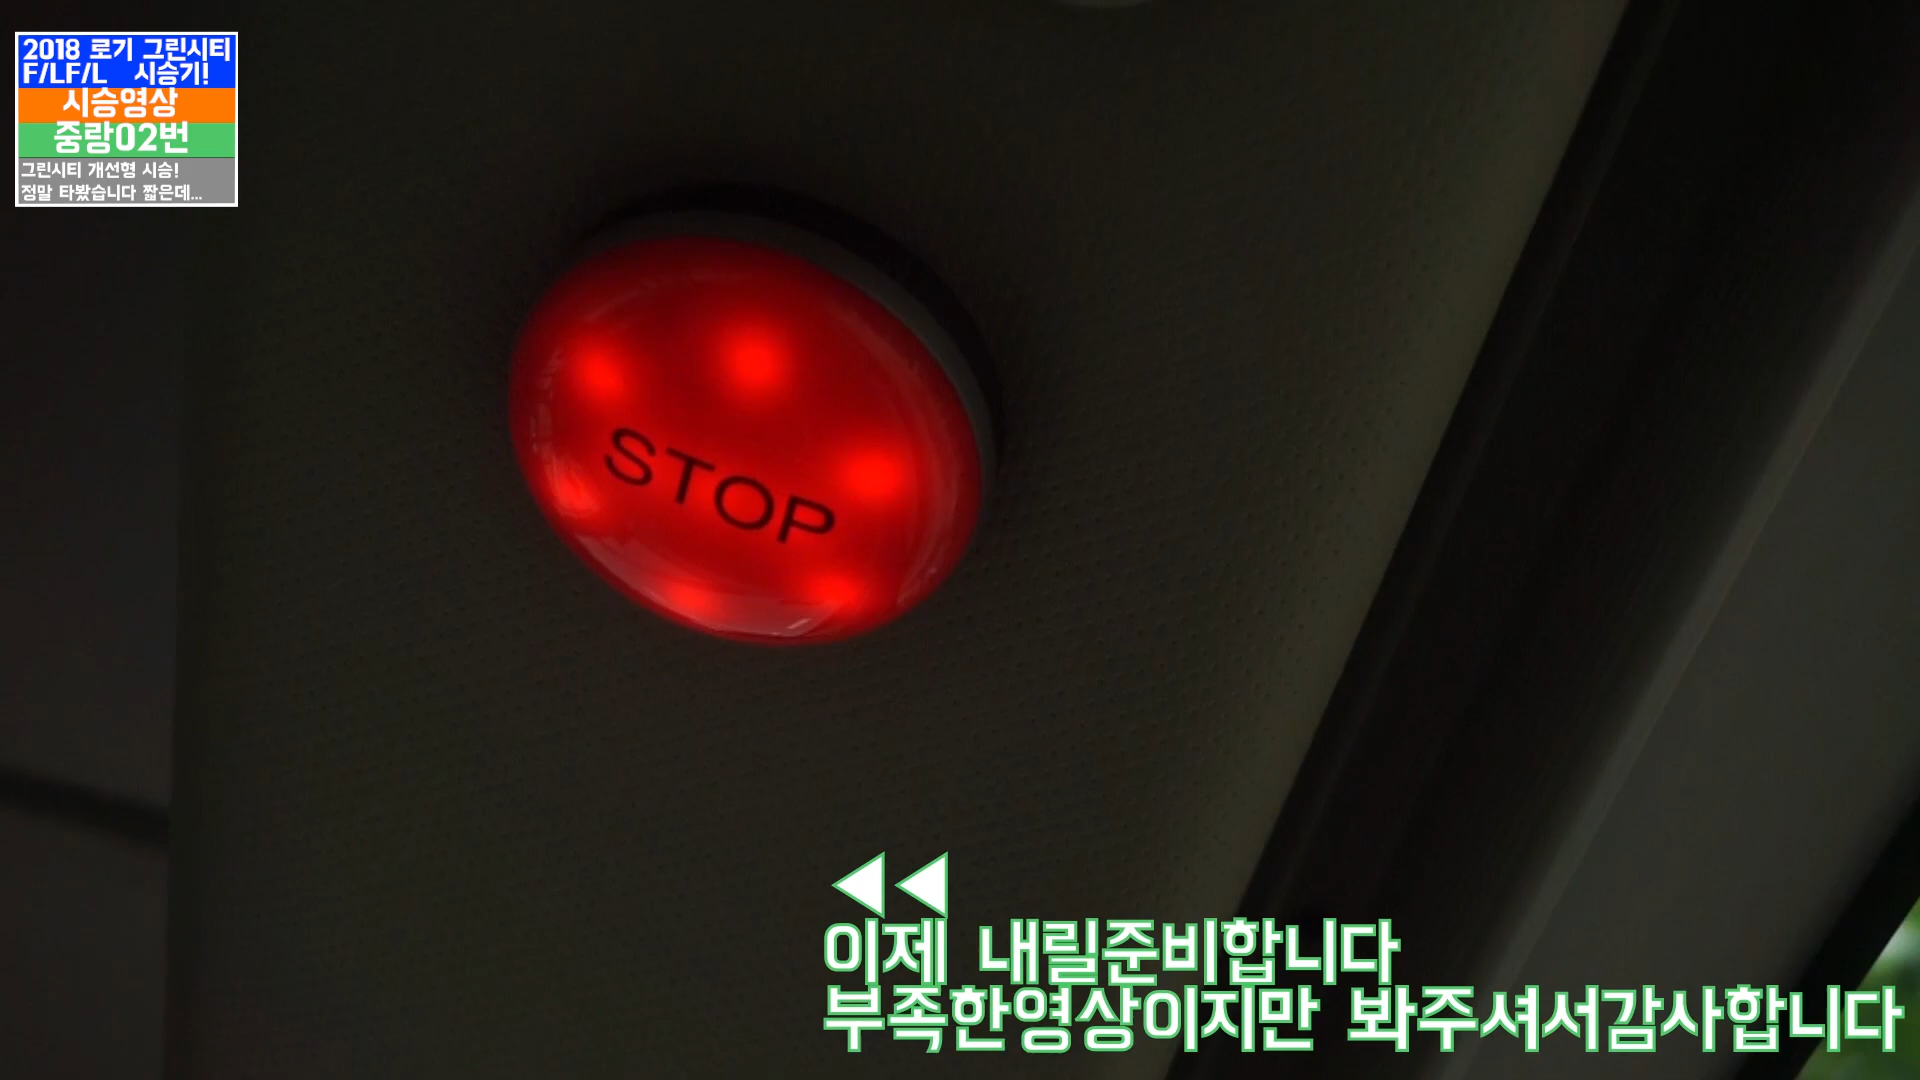 2018 로기 그린시티
F/LF/L 시승기!
시승영상
중랑02번
그린시티 개선형 시승!
정말 타봤습니다 짧은데...
STOP
이제 내릴준비합니다
부족한영상이지만 봐주셔서감사합니다